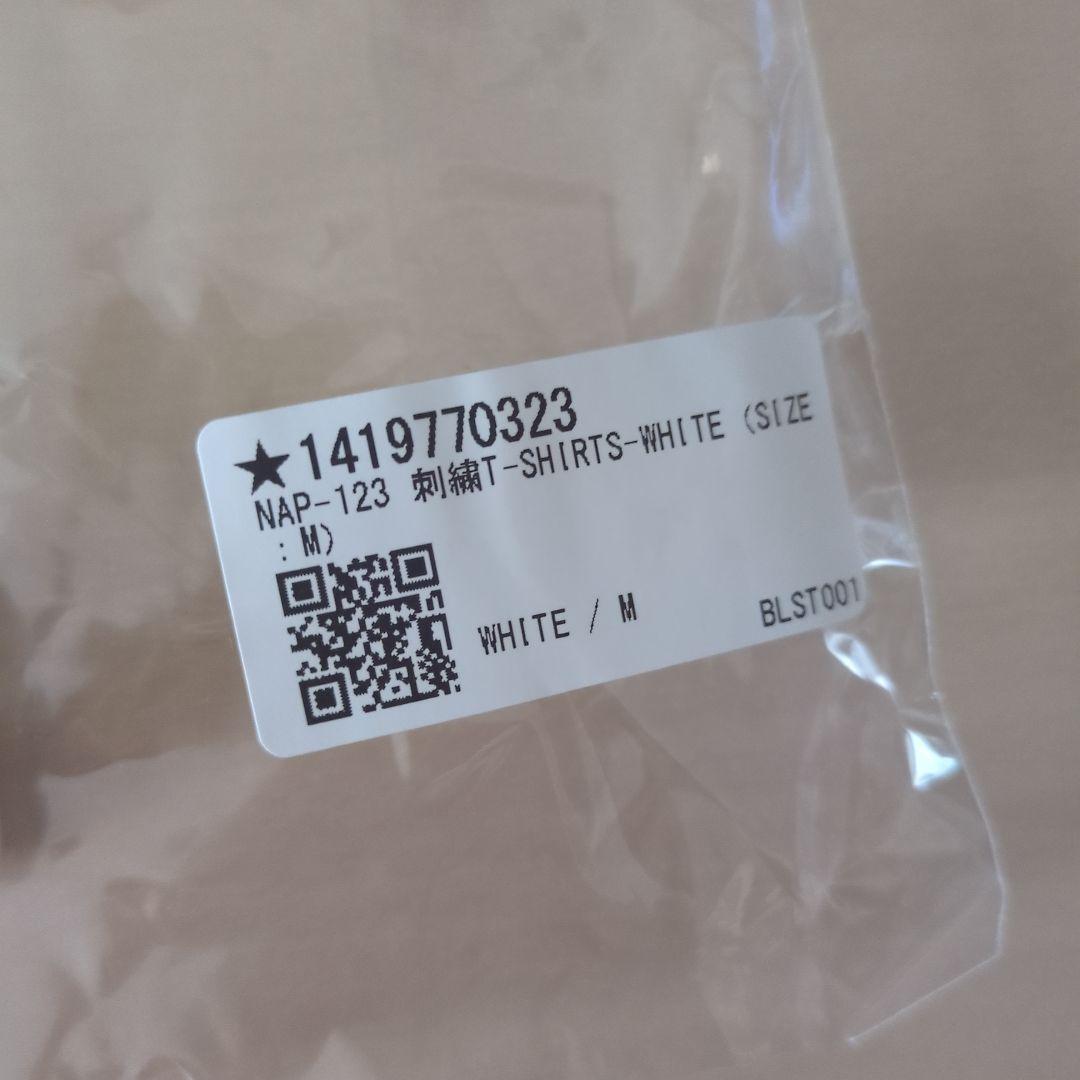 ★1419770323
NAP-123 刺繍T-SHIRTS-WHITE (SIZE
: M)
WHITE / M
BLST001